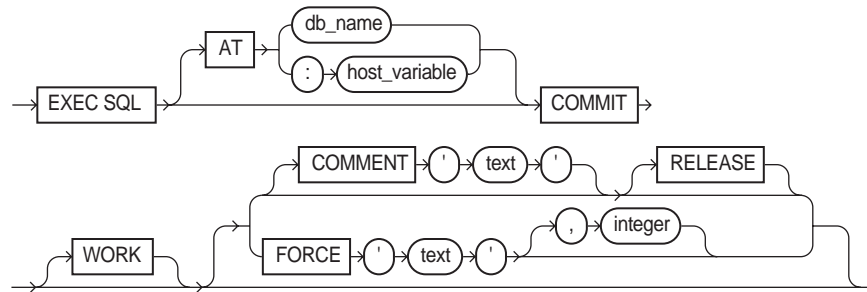 AT db_name
: host_variable
EXEC SQL COMMIT
COMMENT ' text ' RELEASE
WORK FORCE ' text ' , integer